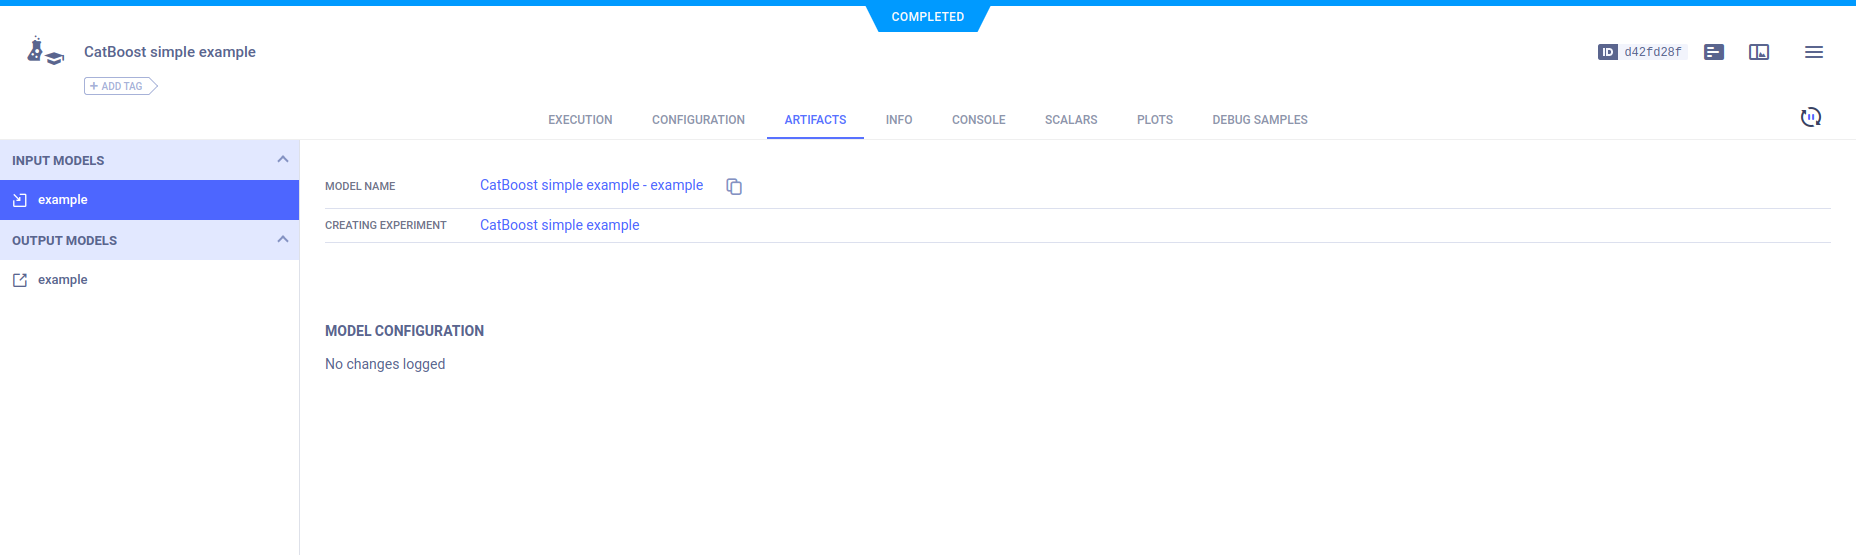 COMPLETED
CatBoost simple example
ID d42fd28f
+ ADD TAG
EXECUTION CONFIGURATION ARTIFACTS INFO CONSOLE SCALARS PLOTS DEBUG SAMPLES
INPUT MODELS
example
OUTPUT MODELS
example
MODEL NAME CatBoost simple example - example
CREATING EXPERIMENT CatBoost simple example
MODEL CONFIGURATION
No changes logged